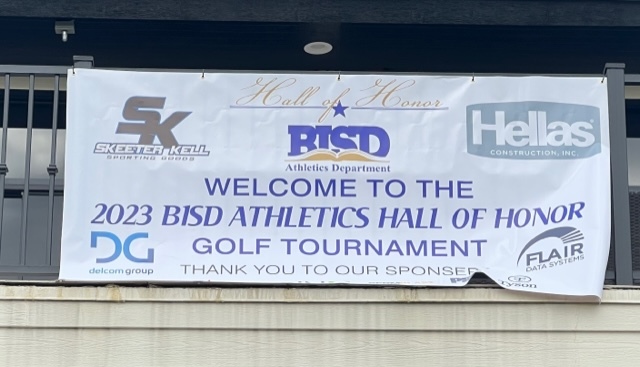 Hall of Honor
SK
SKEETER KELL
SPORTING GOODS
BISD
Athletics Department
Hellas
CONSTRUCTION, INC.
WELCOME TO THE
2023 BISD ATHLETICS HALL OF HONOR
GOLF TOURNAMENT
DG
delcom group
FLAIR
DATA SYSTEMS
THANK YOU TO OUR SPONSER
Tyson